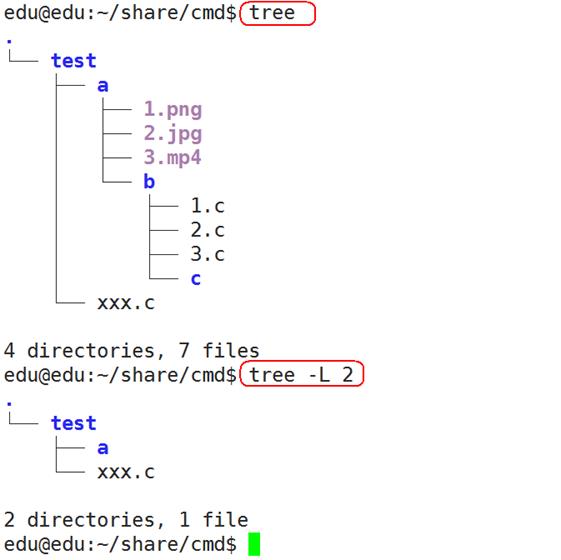 edu@edu:~/share/cmd$ tree
.
└── test
    ├── a
    │   ├── 1.png
    │   ├── 2.jpg
    │   ├── 3.mp4
    │   └── b
    │       ├── 1.c
    │       ├── 2.c
    │       ├── 3.c
    │       └── c
    └── xxx.c
4 directories, 7 files
edu@edu:~/share/cmd$ tree -L 2
.
└── test
    ├── a
    └── xxx.c
2 directories, 1 file
edu@edu:~/share/cmd$